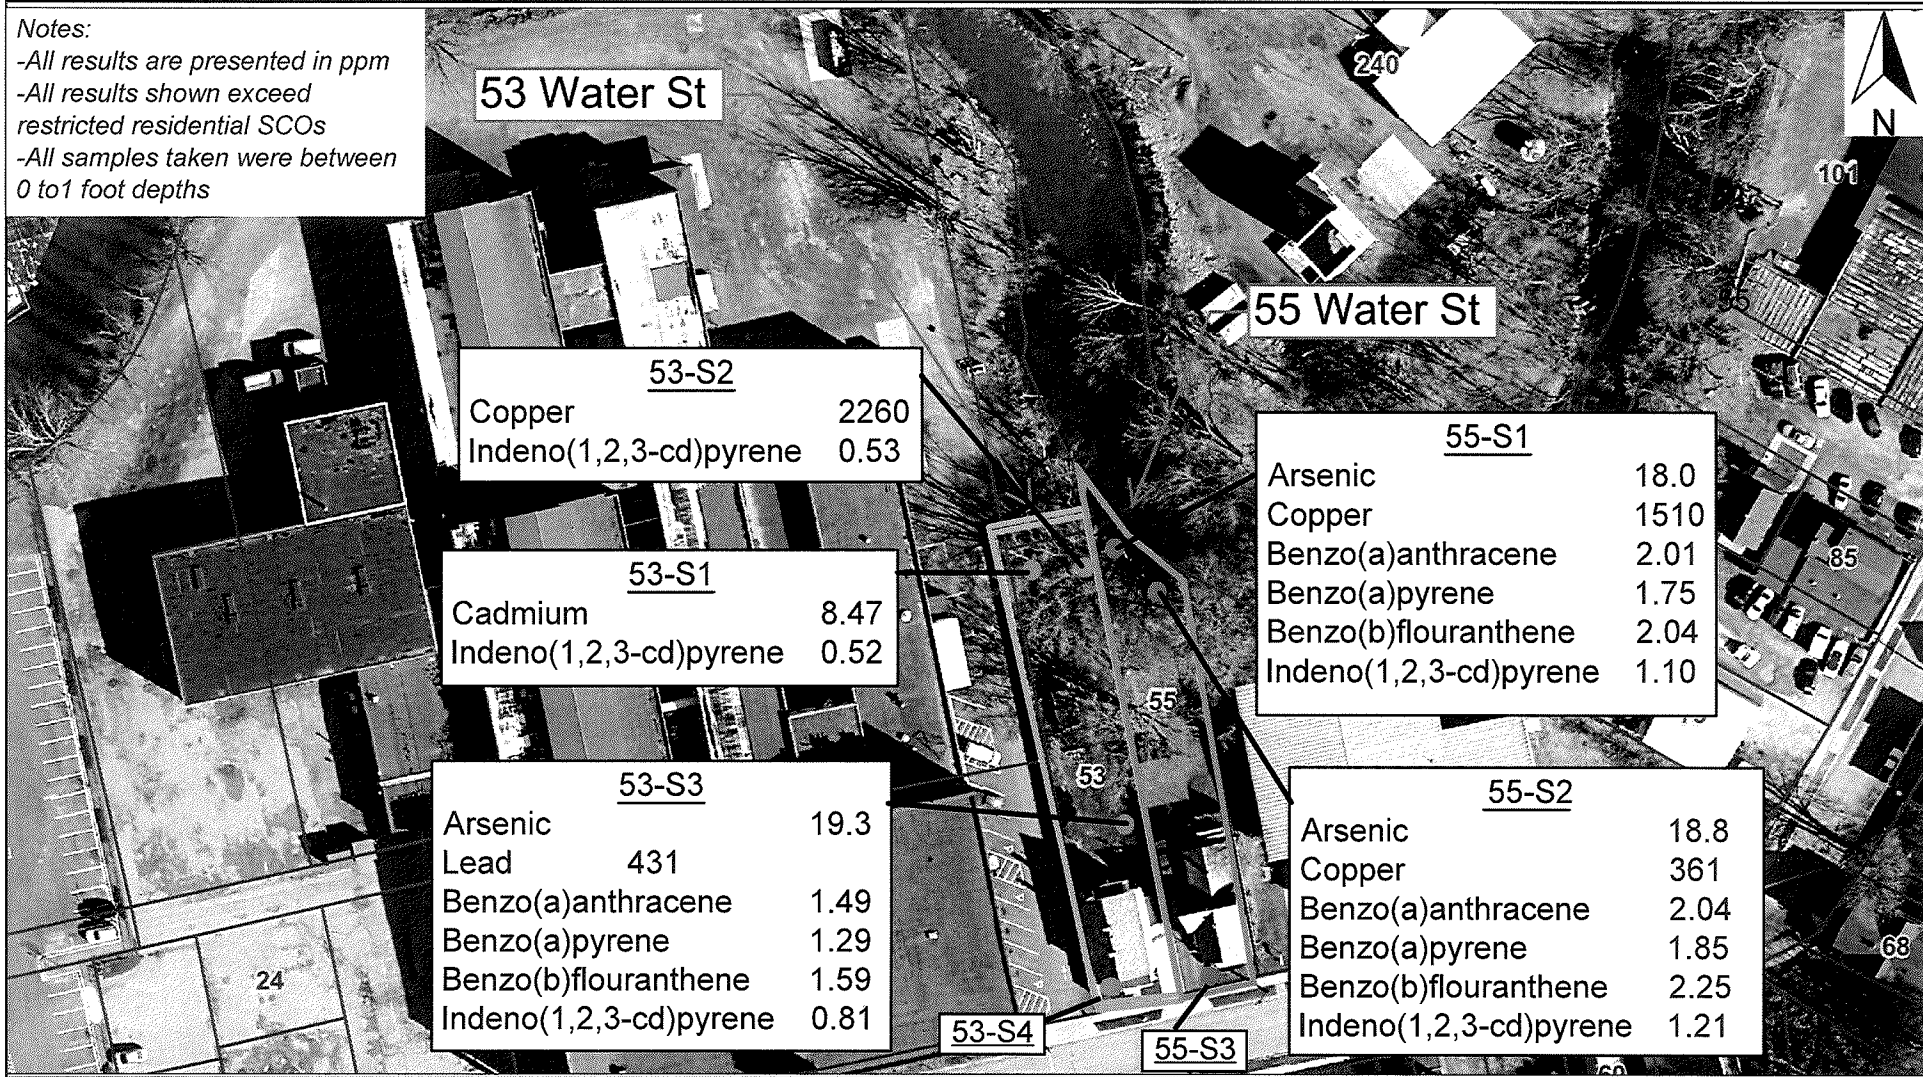 Notes:
-All results are presented in ppm
-All results shown exceed
restricted residential SCOs
-All samples taken were between
0 to1 foot depths
53 Water St
240
N
101
55 Water St
53-S2
Copper 2260
Indeno(1,2,3-cd)pyrene 0.53
55-S1
Arsenic 18.0
Copper 1510
Benzo(a)anthracene 2.01
Benzo(a)pyrene 1.75
Benzo(b)flouranthene 2.04
Indeno(1,2,3-cd)pyrene 1.10
85
53-S1
Cadmium 8.47
Indeno(1,2,3-cd)pyrene 0.52
55
53
53-S3
Arsenic 19.3
Lead 431
Benzo(a)anthracene 1.49
Benzo(a)pyrene 1.29
Benzo(b)flouranthene 1.59
Indeno(1,2,3-cd)pyrene 0.81
55-S2
Arsenic 18.8
Copper 361
Benzo(a)anthracene 2.04
Benzo(a)pyrene 1.85
Benzo(b)flouranthene 2.25
Indeno(1,2,3-cd)pyrene 1.21
68
24
53-S4
55-S3